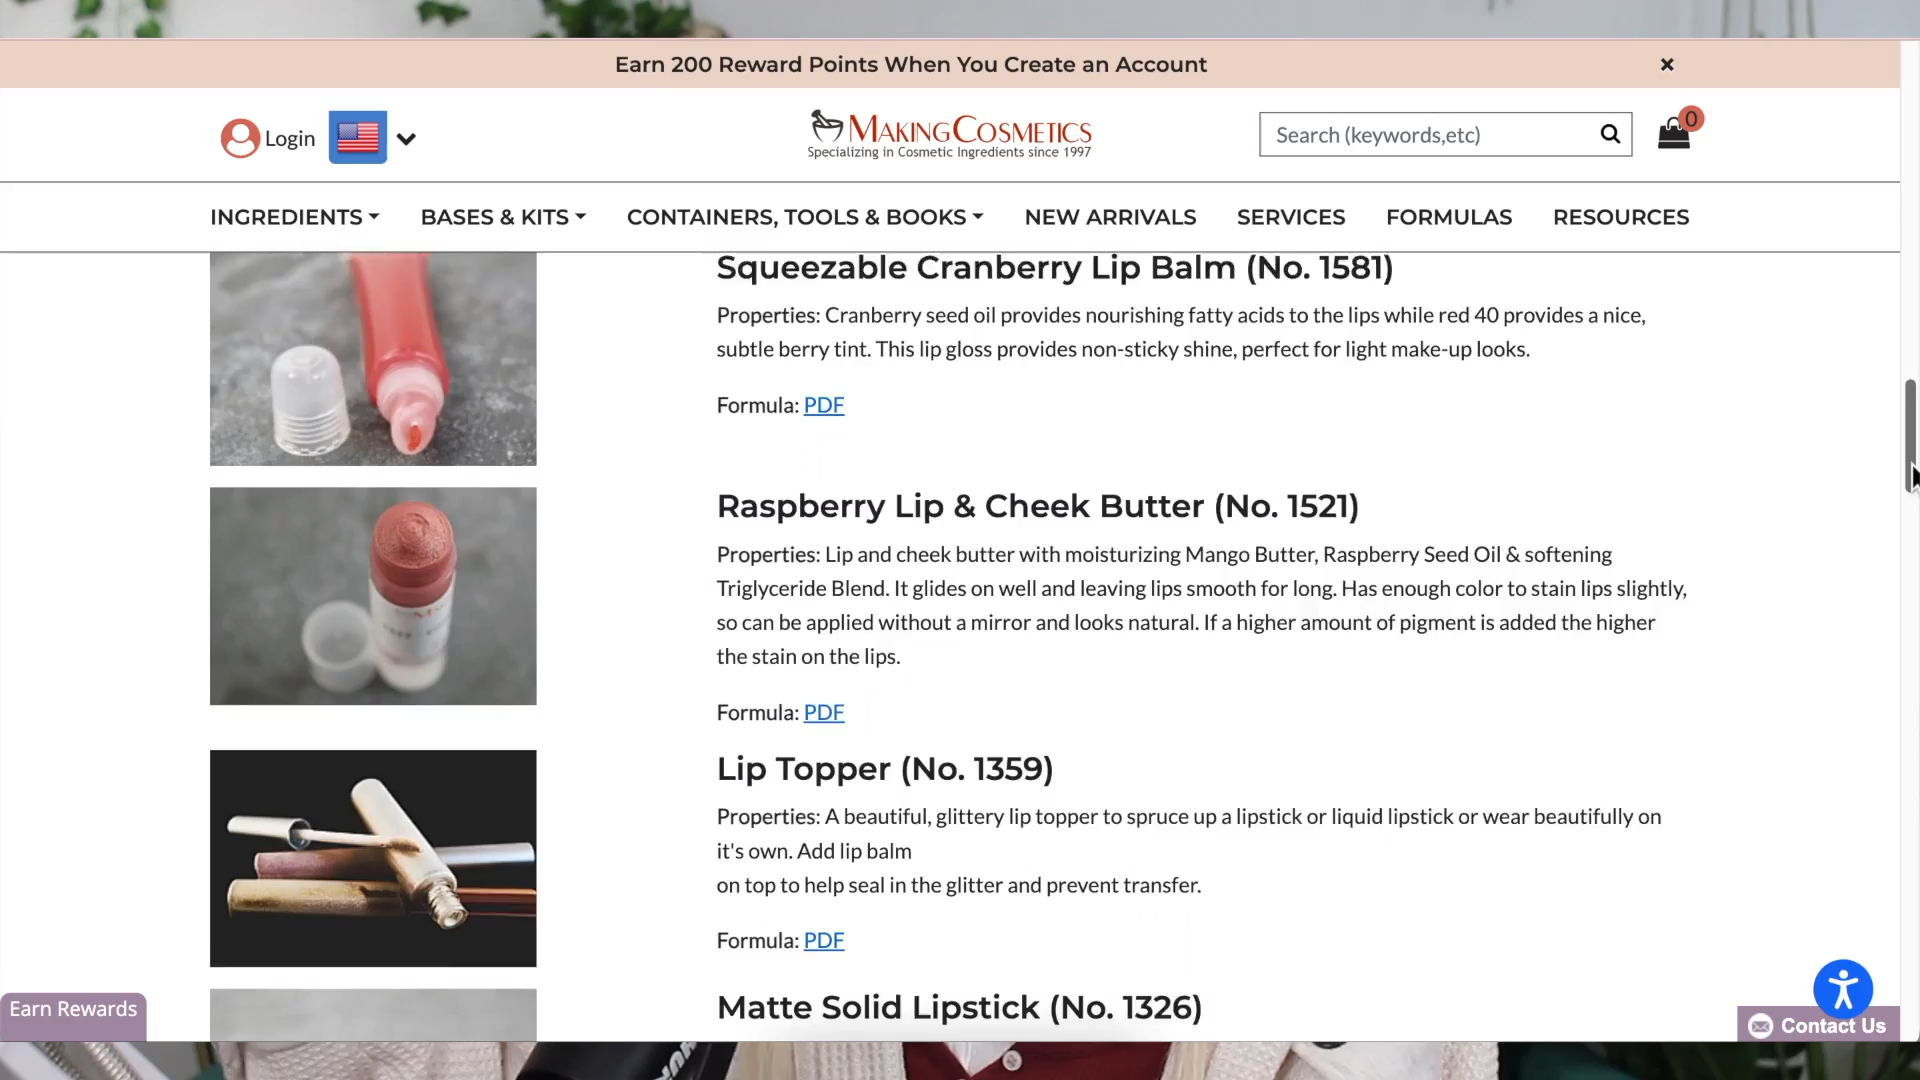 Earn 200 Reward Points When You Create an Account
Login
MAKINGCOSMETICS
Specializing in Cosmetic Ingredients since 1997
Search (keywords,etc)
0
INGREDIENTS
BASES & KITS
CONTAINERS, TOOLS & BOOKS
NEW ARRIVALS
SERVICES
FORMULAS
RESOURCES
Squeezable Cranberry Lip Balm (No. 1581)
Properties: Cranberry seed oil provides nourishing fatty acids to the lips while red 40 provides a nice,
subtle berry tint. This lip gloss provides non-sticky shine, perfect for light make-up looks.
Formula: PDF
Raspberry Lip & Cheek Butter (No. 1521)
Properties: Lip and cheek butter with moisturizing Mango Butter, Raspberry Seed Oil & softening
Triglyceride Blend. It glides on well and leaving lips smooth for long. Has enough color to stain lips slightly,
so can be applied without a mirror and looks natural. If a higher amount of pigment is added the higher
the stain on the lips.
Formula: PDF
Lip Topper (No. 1359)
Properties: A beautiful, glittery lip topper to spruce up a lipstick or liquid lipstick or wear beautifully on
it's own. Add lip balm
on top to help seal in the glitter and prevent transfer.
Formula: PDF
Matte Solid Lipstick (No. 1326)
Earn Rewards
Contact Us